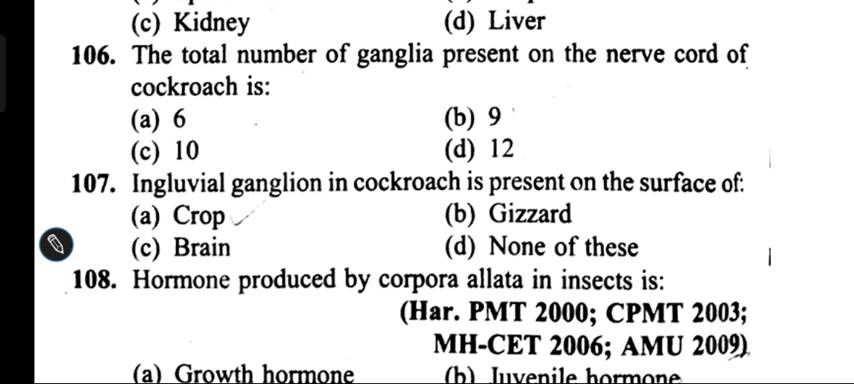 (c) Kidney (d) Liver
106. The total number of ganglia present on the nerve cord of
cockroach is:
(a) 6 (b) 9
(c) 10 (d) 12
107. Ingluvial ganglion in cockroach is present on the surface of:
(a) Crop (b) Gizzard
(c) Brain (d) None of these
108. Hormone produced by corpora allata in insects is:
(Har. PMT 2000; CPMT 2003;
MH-CET 2006; AMU 2009)
(a) Growth hormone (b) Juvenile hormone